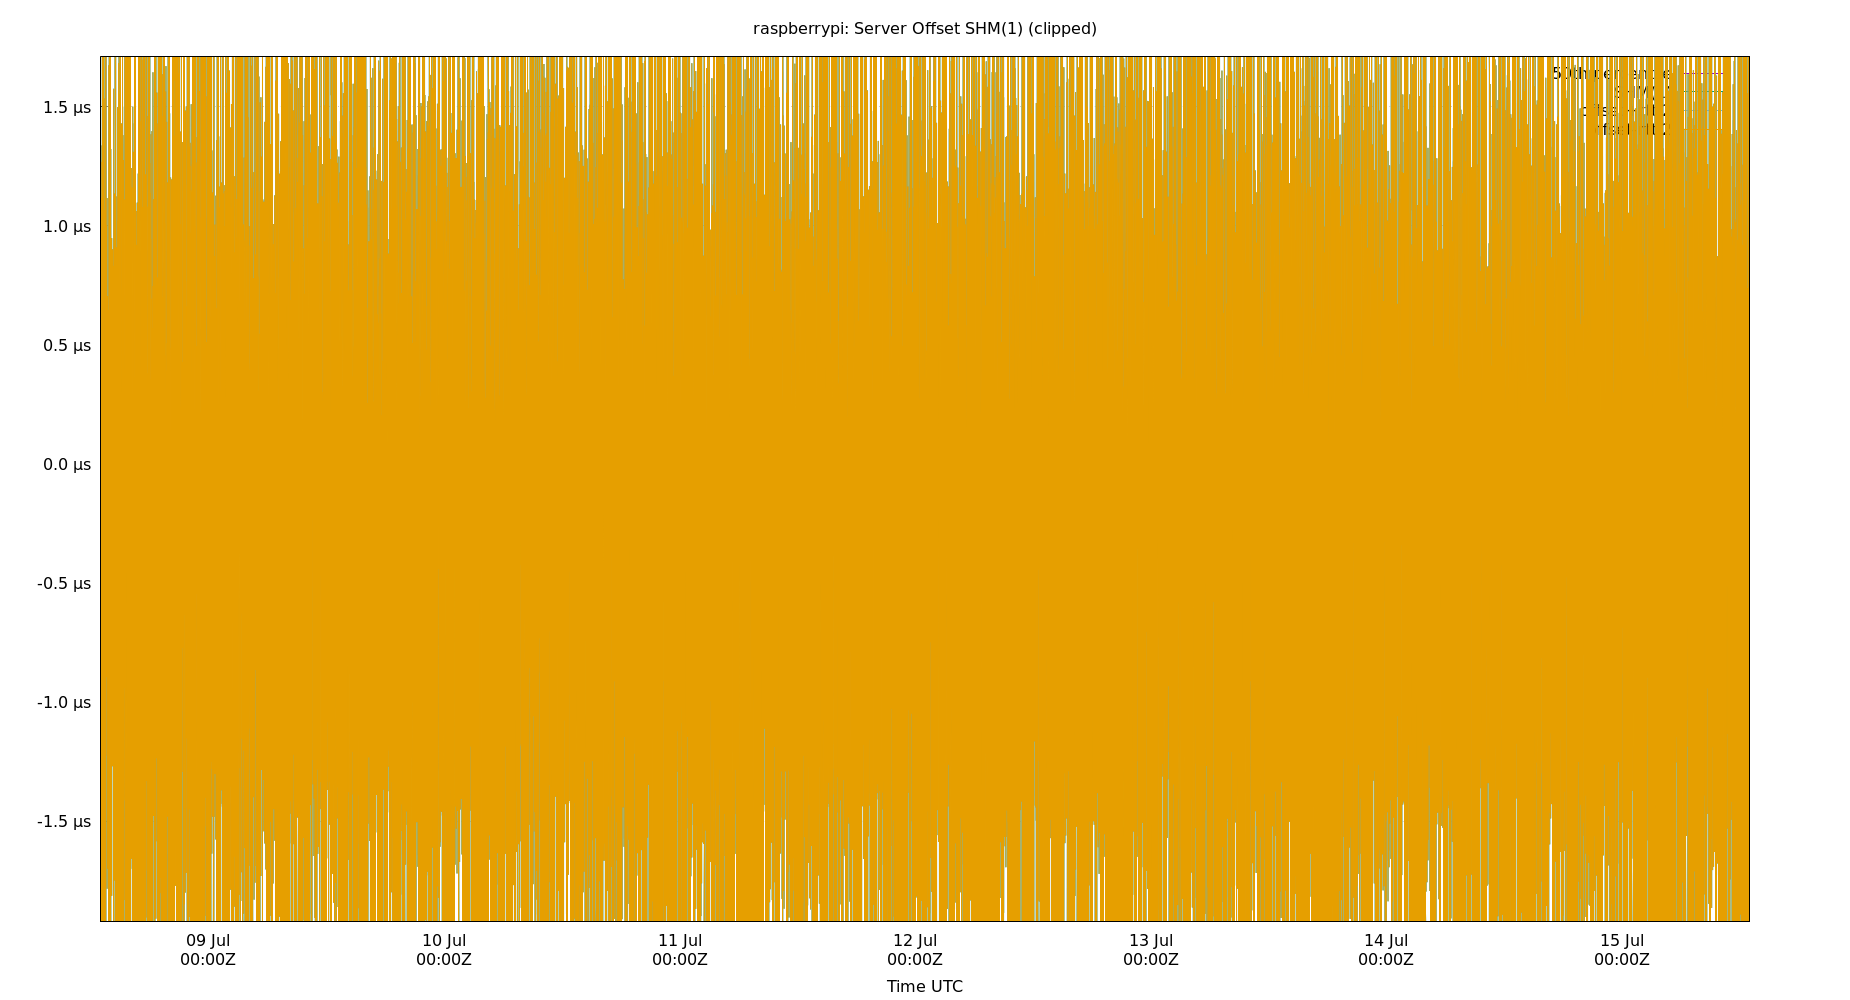 raspberrypi: Server Offset SHM(1) (clipped)
1.5 µs
1.0 µs
0.5 µs
0.0 µs
-0.5 µs
-1.0 µs
-1.5 µs
09 Jul 10 Jul 11 Jul 12 Jul 13 Jul 14 Jul 15 Jul
00:00Z 00:00Z 00:00Z 00:00Z 00:00Z 00:00Z 00:00Z
Time UTC